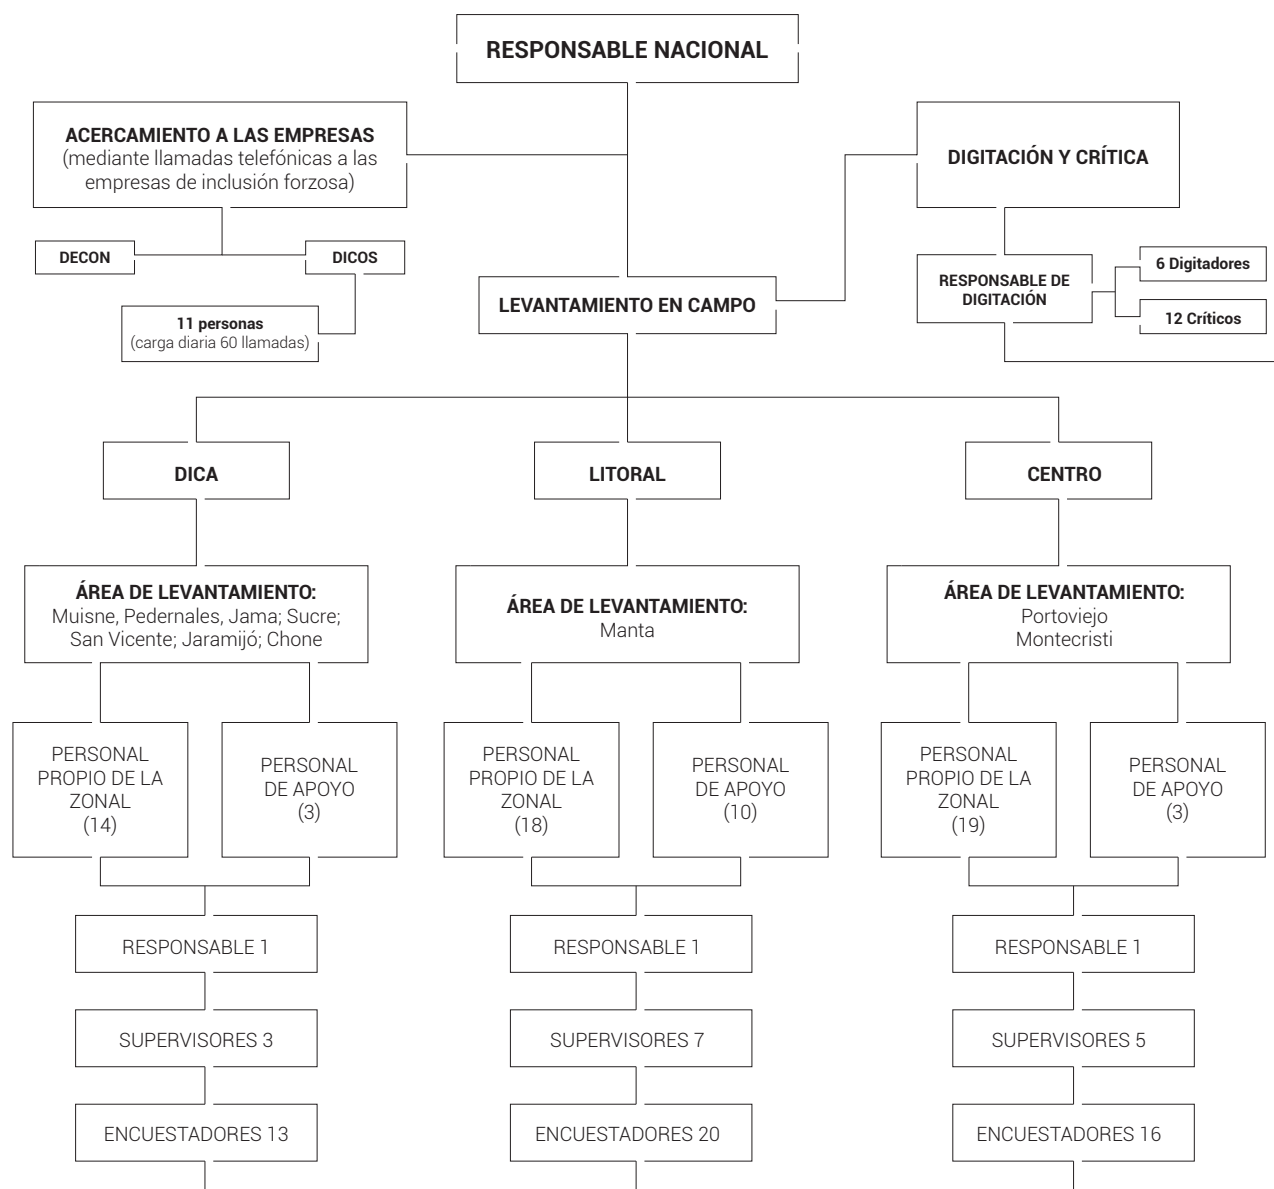 RESPONSABLE NACIONAL
ACERCAMIENTO A LAS EMPRESAS
(mediante llamadas telefónicas a las
empresas de inclusión forzosa)
DECON
DICOS
11 personas
(carga diaria 60 llamadas)
LEVANTAMIENTO EN CAMPO
DIGITACIÓN Y CRÍTICA
RESPONSABLE DE
DIGITACIÓN
6 Digitadores
12 Críticos
DICA
ÁREA DE LEVANTAMIENTO:
Muisne, Pedernales, Jama; Sucre;
San Vicente; Jaramijó; Chone
PERSONAL
PROPIO DE LA
ZONAL
(14)
PERSONAL
DE APOYO
(3)
RESPONSABLE 1
SUPERVISORES 3
ENCUESTADORES 13
LITORAL
ÁREA DE LEVANTAMIENTO:
Manta
PERSONAL
PROPIO DE LA
ZONAL
(18)
PERSONAL
DE APOYO
(10)
RESPONSABLE 1
SUPERVISORES 7
ENCUESTADORES 20
CENTRO
ÁREA DE LEVANTAMIENTO:
Portoviejo
Montecristi
PERSONAL
PROPIO DE LA
ZONAL
(19)
PERSONAL
DE APOYO
(3)
RESPONSABLE 1
SUPERVISORES 5
ENCUESTADORES 16